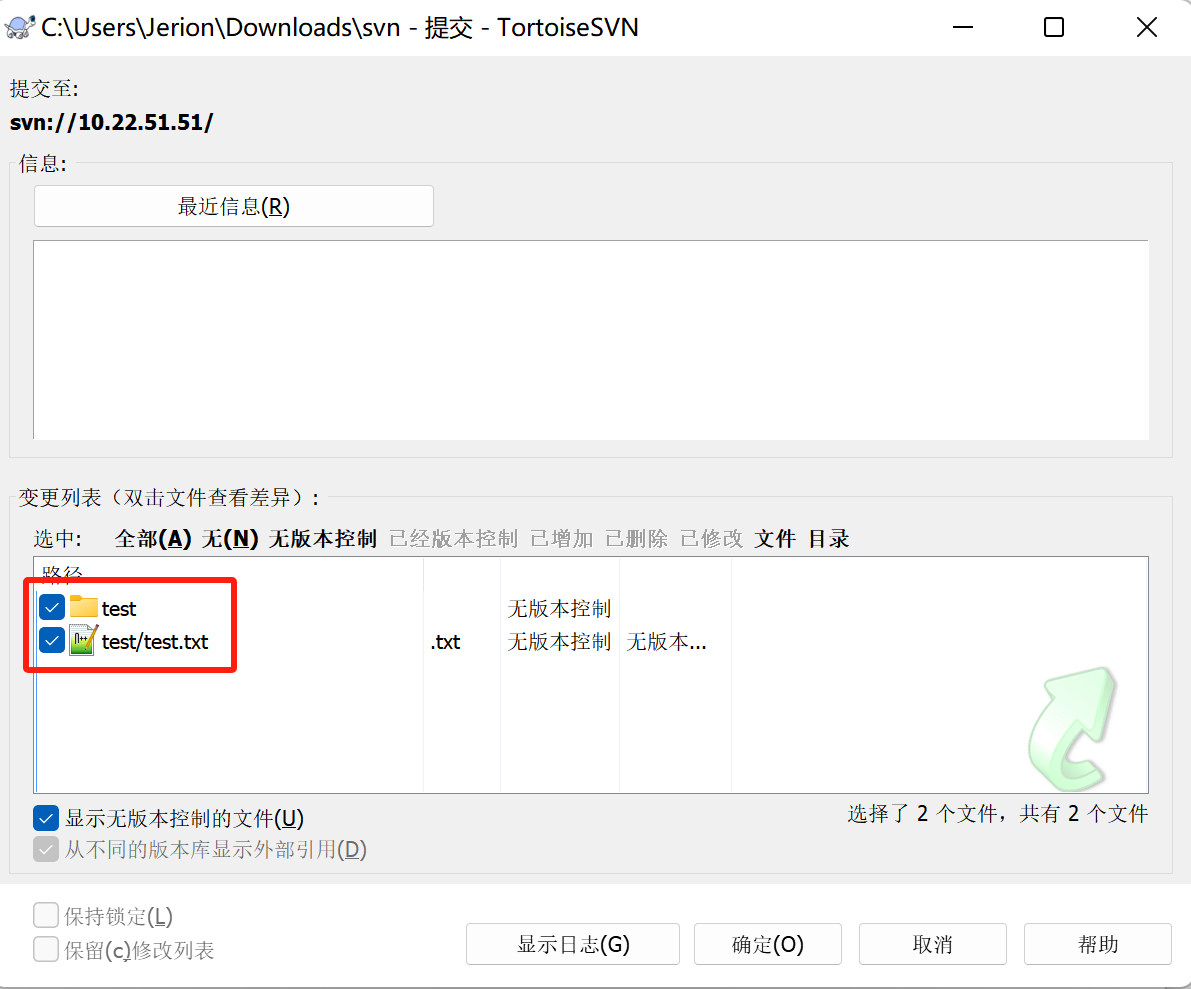 C:\Users\Jerion\Downloads\svn - 提交 - TortoiseSVN
提交至:
svn://10.22.51.51/
信息:
最近信息(R)
变更列表（双击文件查看差异）:
选中: 全部(A) 无(N) 无版本控制 已经版本控制 已增加 已删除 已修改 文件 目录
路径
test 无版本控制
test/test.txt .txt 无版本控制 无版本...
显示无版本控制的文件(U)
选择了 2 个文件，共有 2 个文件
从不同的版本库显示外部引用(D)
保持锁定(L)
保留(c)修改列表
显示日志(G) 确定(O) 取消 帮助